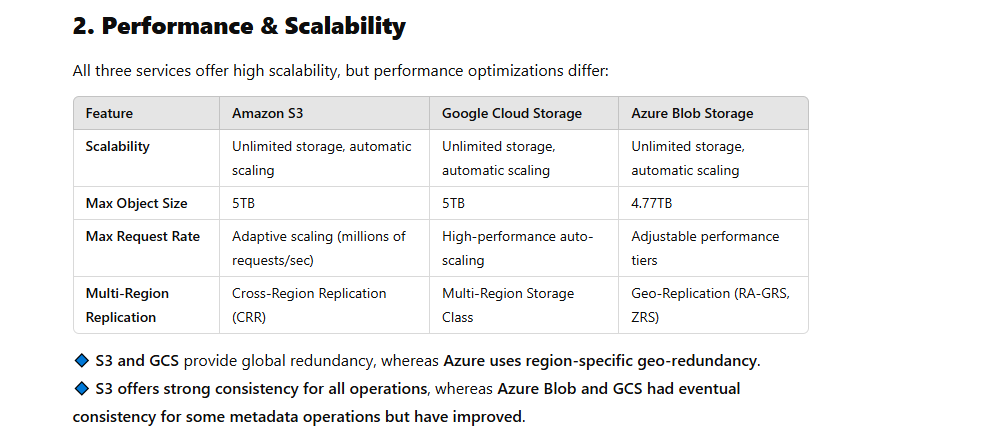 2. Performance & Scalability
All three services offer high scalability, but performance optimizations differ:
Feature Amazon S3 Google Cloud Storage Azure Blob Storage
Scalability Unlimited storage, automatic Unlimited storage, Unlimited storage,
scaling automatic scaling automatic scaling
Max Object Size 5TB 5TB 4.77TB
Max Request Rate Adaptive scaling (millions of High-performance auto- Adjustable performance
requests/sec) scaling tiers
Multi-Region Cross-Region Replication Multi-Region Storage Geo-Replication (RA-GRS,
Replication (CRR) Class ZRS)
🔷 S3 and GCS provide global redundancy, whereas Azure uses region-specific geo-redundancy.
🔷 S3 offers strong consistency for all operations, whereas Azure Blob and GCS had eventual
consistency for some metadata operations but have improved.